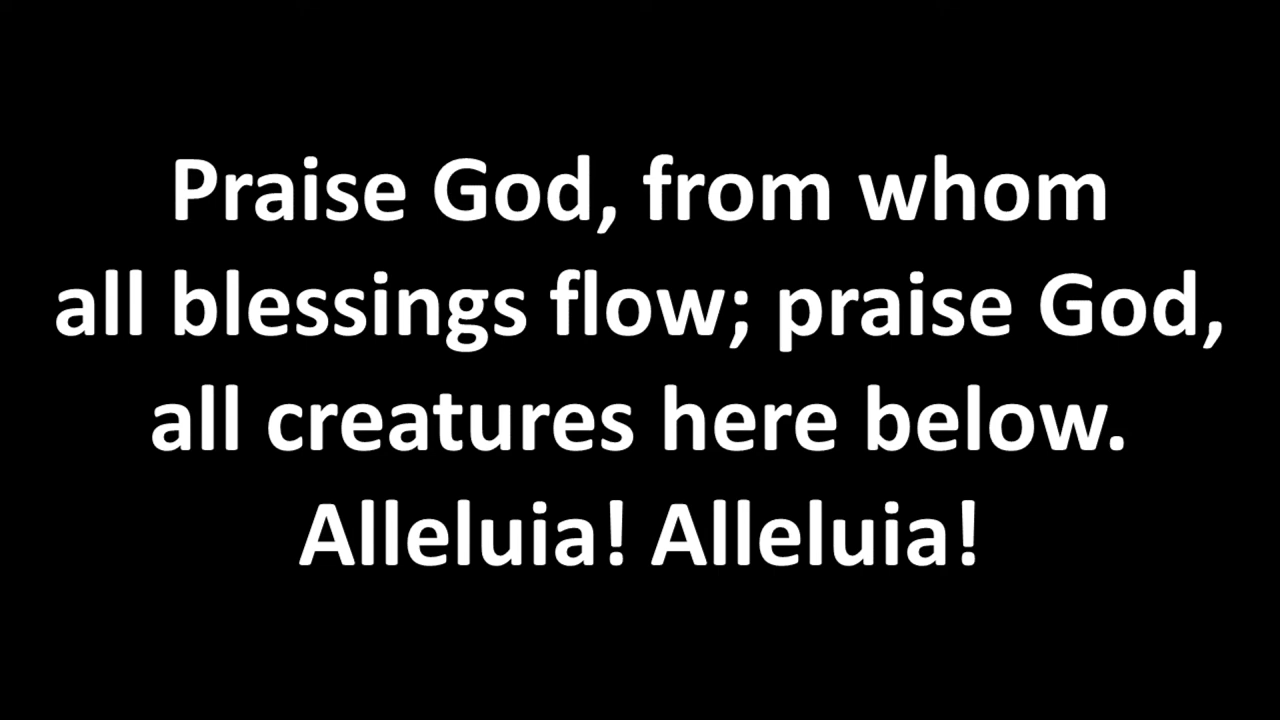 Praise God, from whom
all blessings flow; praise God,
all creatures here below.
Alleluia! Alleluia!